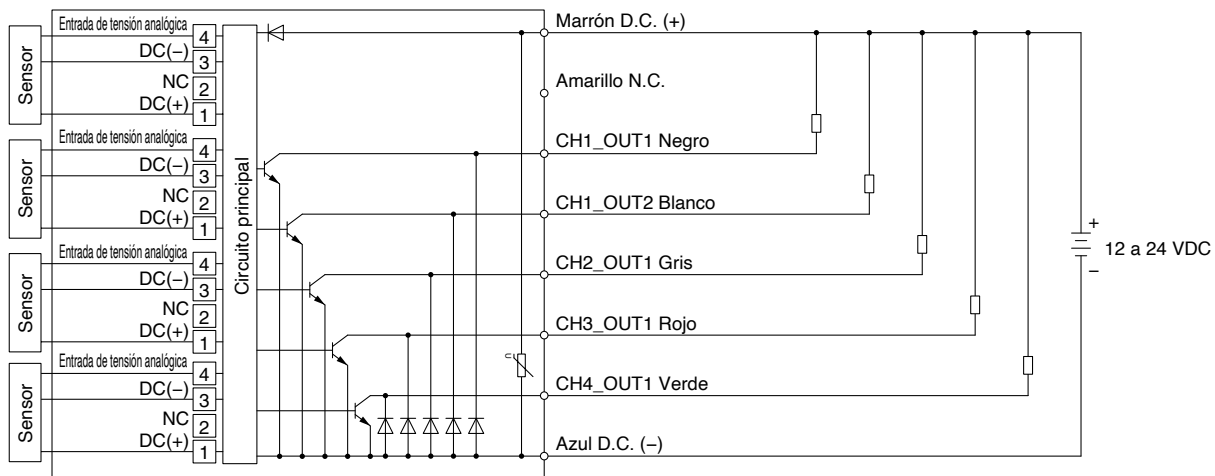 Sensor
Entrada de tensión analógica
4
DC(−)
3
NC
2
DC(+)
1
Sensor
Entrada de tensión analógica
4
DC(−)
3
NC
2
DC(+)
1
Sensor
Entrada de tensión analógica
4
DC(−)
3
NC
2
DC(+)
1
Sensor
Entrada de tensión analógica
4
DC(−)
3
NC
2
DC(+)
1
Circuito principal
U
Marrón D.C. (+)
Amarillo N.C.
CH1_OUT1 Negro
CH1_OUT2 Blanco
CH2_OUT1 Gris
CH3_OUT1 Rojo
CH4_OUT1 Verde
Azul D.C. (−)
+
12 a 24 VDC
−